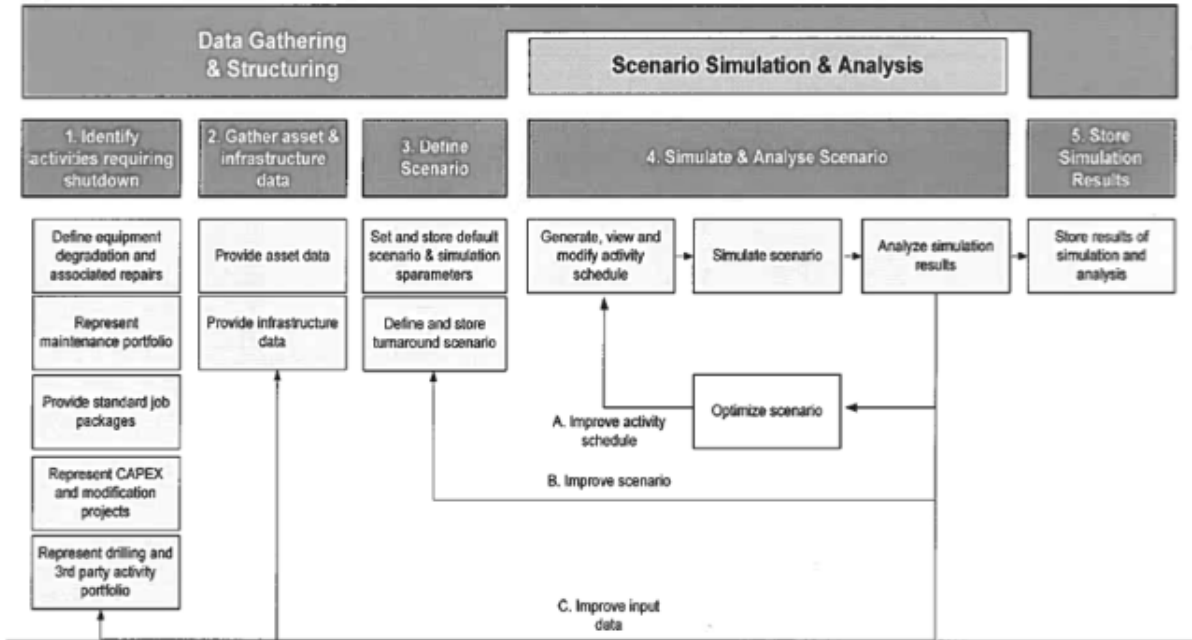 Data Gathering
& Structuring
Scenario Simulation & Analysis
1. Identify
activities requiring
shutdown
2. Gather asset &
infrastructure
data
3. Define
Scenario
4. Simulate & Analyse Scenario
5. Store
Simulation
Results
Define equipment
degradation and
associated repairs
Represent
maintenance portfolio
Provide standard job
packages
Represent CAPEX
and modification
projects
Represent drilling and
3rd party activity
portfolio
Provide asset data
Provide infrastructure
data
Set and store default
scenario & simulation
sparameters
Define and store
turnaround scenario
Generate, view and
modify activity
schedule
Simulate scenario
Analyze simulation
results
Store results of
simulation and
analysis
Optimize scenario
A. Improve activity
schedule
B. Improve scenario
C. Improve input
data